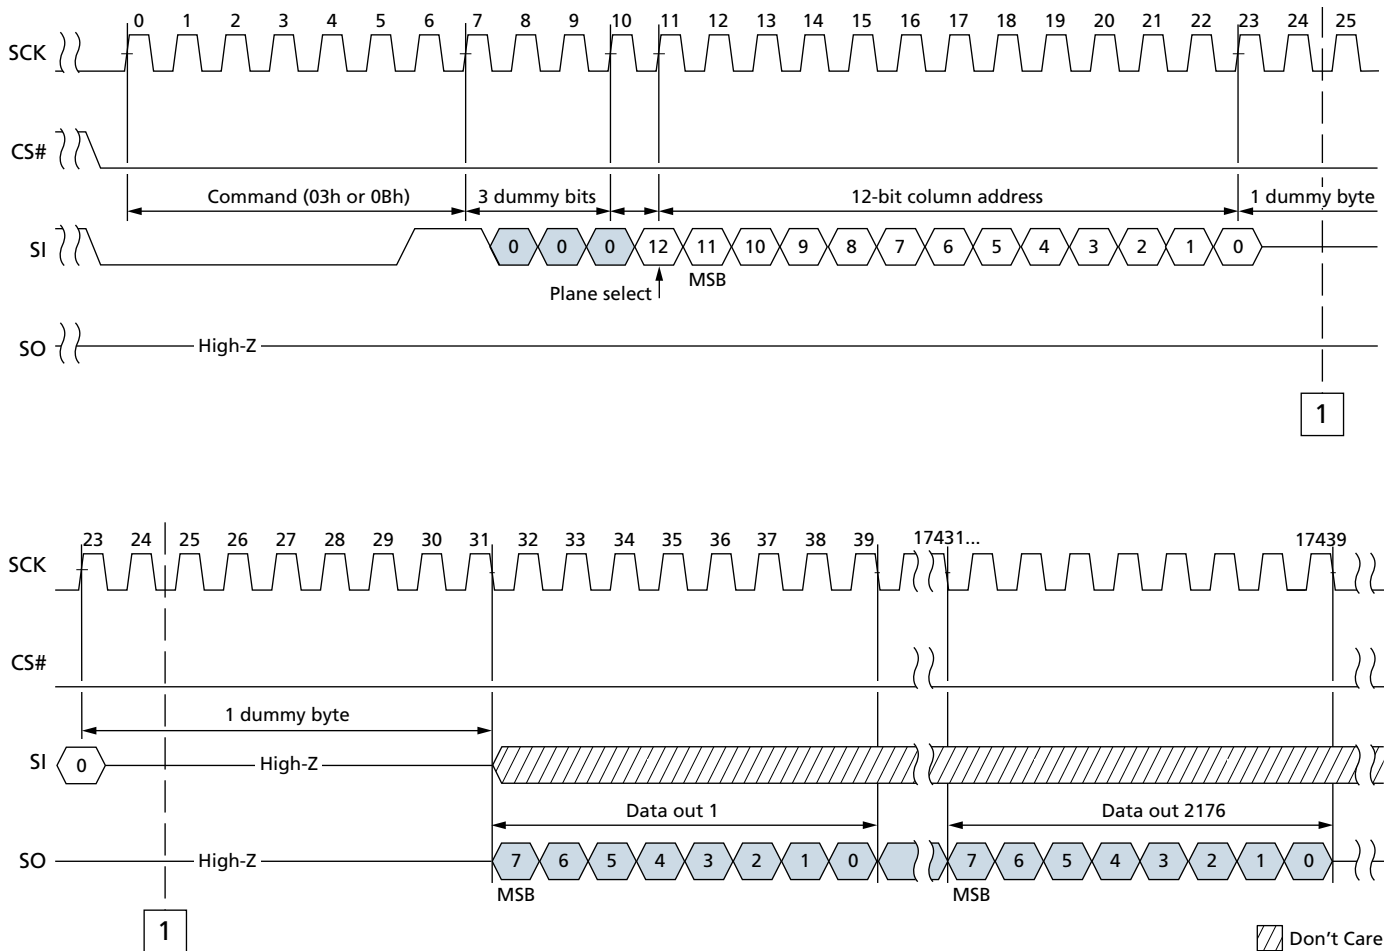 0 1 2 3 4 5 6 7 8 9 10 11 12 13 14 15 16 17 18 19 20 21 22 23 24 25
SCK
CS#
Command (03h or 0Bh) 3 dummy bits 12-bit column address 1 dummy byte
SI 0 0 0 12 11 10 9 8 7 6 5 4 3 2 1 0
MSB
Plane select
SO High-Z
1
23 24 25 26 27 28 29 30 31 32 33 34 35 36 37 38 39 17431... 17439
SCK
CS#
1 dummy byte
SI 0 High-Z
Data out 1 Data out 2176
SO High-Z 7 6 5 4 3 2 1 0 7 6 5 4 3 2 1 0
MSB MSB
1
Don't Care